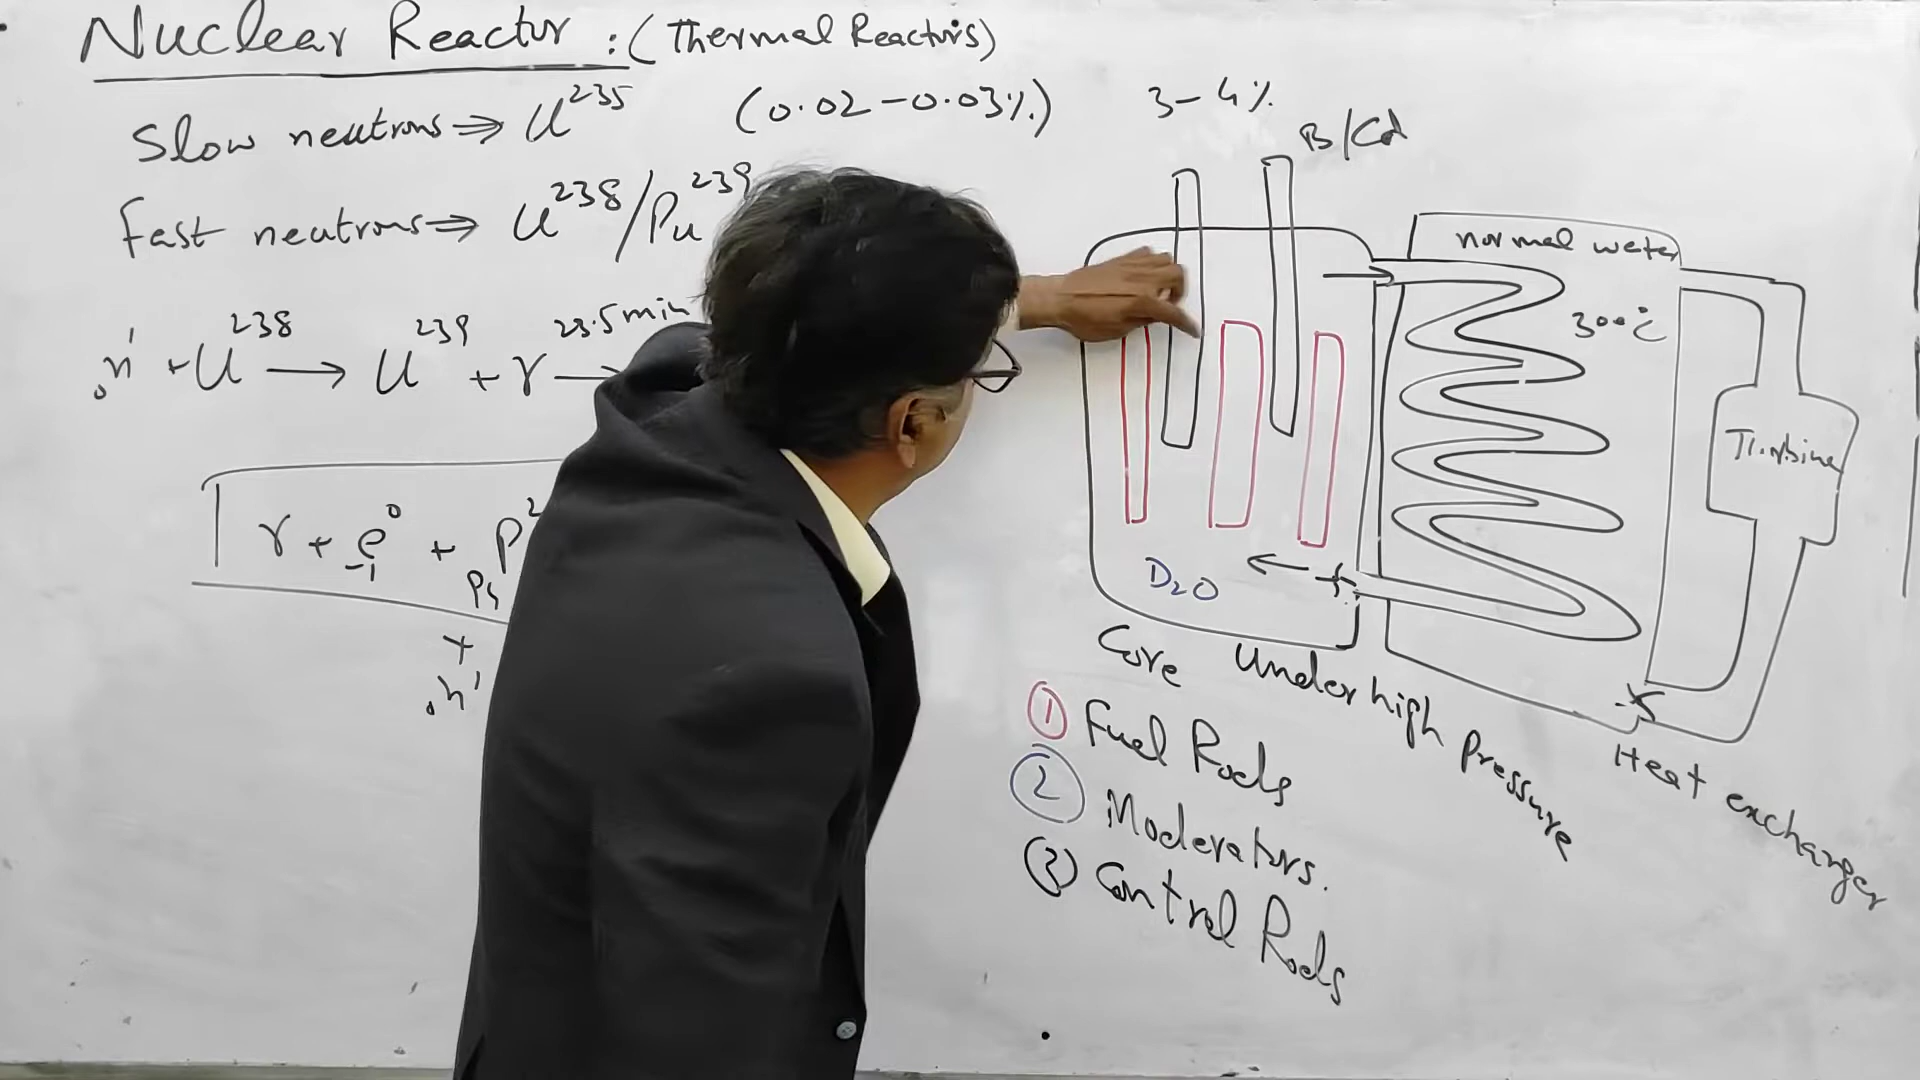 Nuclear Reactor : (Thermal Reactors)
Slow neutrons ⇒ U²³⁵ (0.02 - 0.03%)
3 - 4%
B/Cd
fast neutrons ⇒ U²³⁸/Pu²³⁹
₀n¹ + U²³⁸ → U²³⁹ + γ 23.5 min →
γ + ₋₁e⁰ + ₉₄P²
+
₀n¹
normal water
300°C
Turbine
D₂O
Core
Under high pressure
Heat exchanger
① Fuel Rods
② Moderators.
③ Control Rods